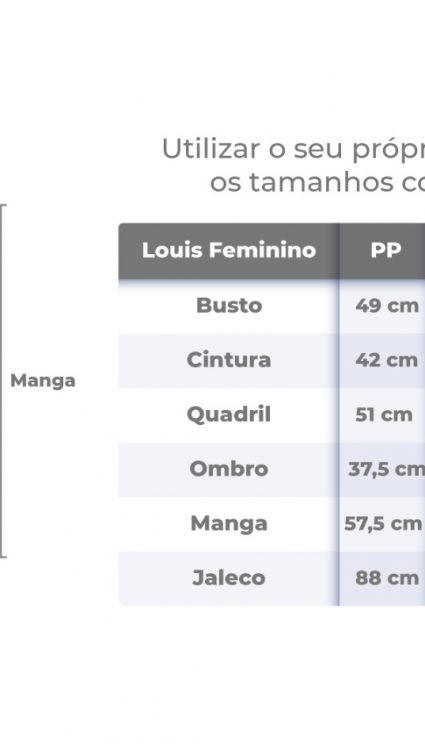 Utilizar o seu própr
os tamanhos co
Louis Feminino PP
Busto 49 cm
Cintura 42 cm
Manga
Quadril 51 cm
Ombro 37,5 cm
Manga 57,5 cm
Jaleco 88 cm